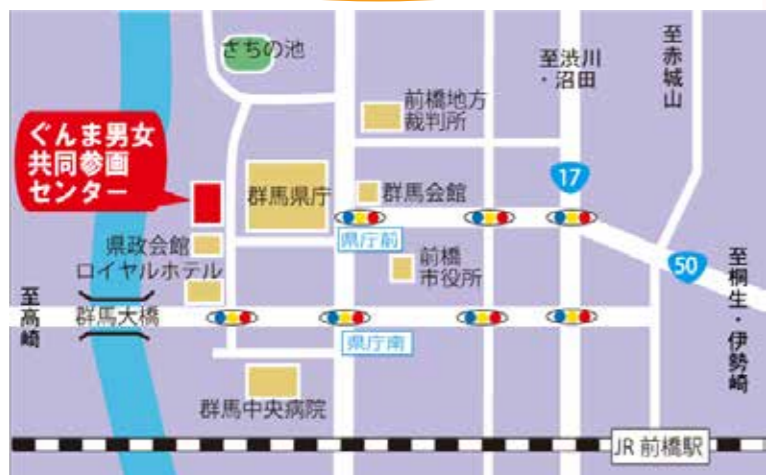 さちの池
至渋川
・沼田
至赤城山
前橋地方
裁判所
ぐんま男女
共同参画
センター
17
群馬県庁
群馬会館
県庁前
県政会館
前橋
市役所
50
至桐生・伊勢崎
ロイヤルホテル
至高崎
群馬大橋
県庁南
群馬中央病院
JR 前橋駅